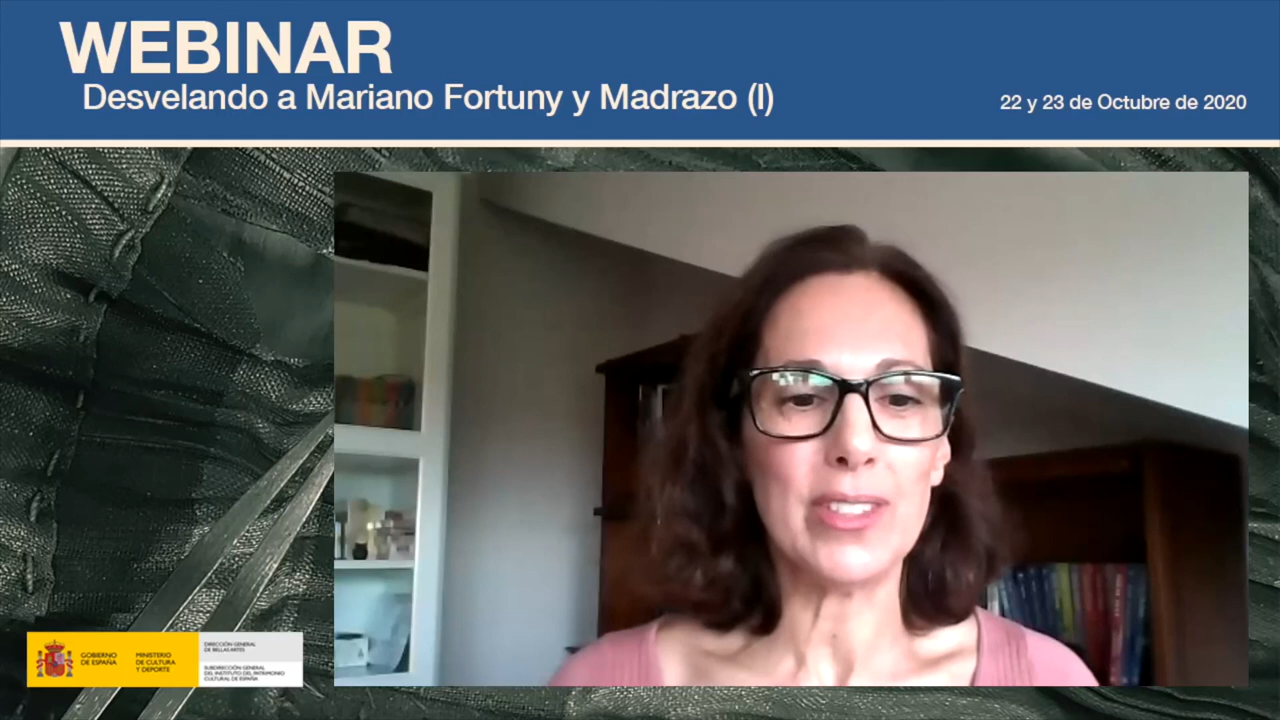 WEBINAR
Desvelando a Mariano Fortuny y Madrazo (I)
22 y 23 de Octubre de 2020
GOBIERNO
DE ESPAÑA
MINISTERIO
DE CULTURA
Y DEPORTE
DIRECCIÓN GENERAL
DE BELLAS ARTES
SUBDIRECCIÓN GENERAL
DEL INSTITUTO DEL PATRIMONIO
CULTURAL DE ESPAÑA